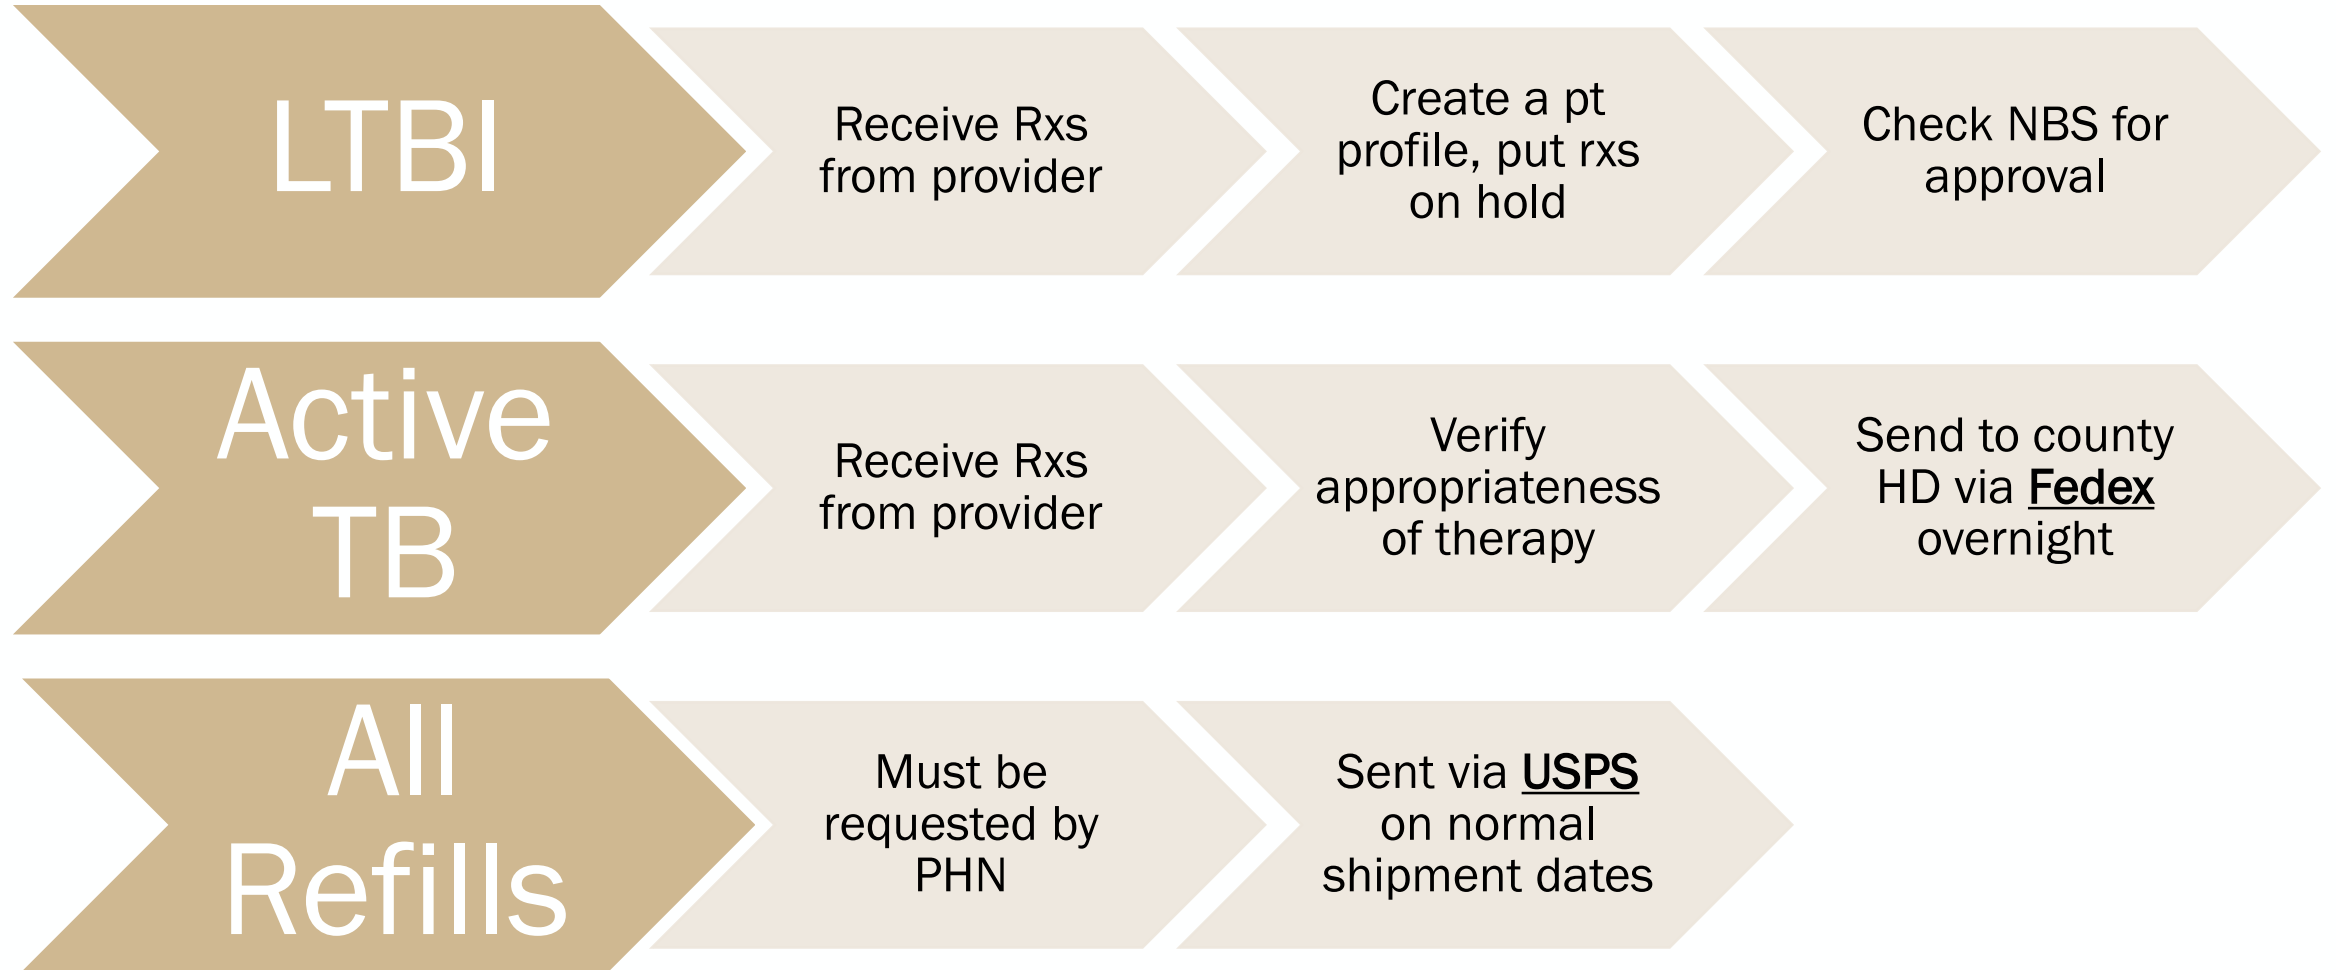 LTBI
Receive Rxs
from provider
Create a pt
profile, put rxs
on hold
Check NBS for
approval
Active
TB
Receive Rxs
from provider
Verify
appropriateness
of therapy
Send to county
HD via Fedex
overnight
All
Refills
Must be
requested by
PHN
Sent via USPS
on normal
shipment dates